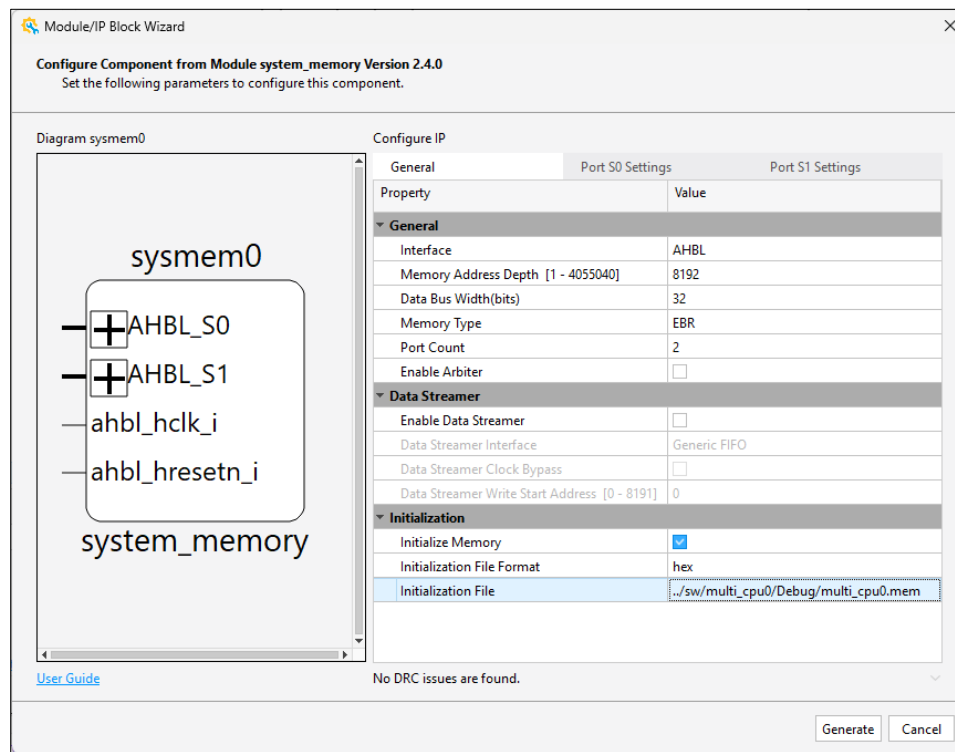 Module/IP Block Wizard
Configure Component from Module system_memory Version 2.4.0
Set the following parameters to configure this component.
Diagram sysmem0
sysmem0
AHBL_S0
AHBL_S1
ahbl_hclk_i
ahbl_hresetn_i
system_memory
User Guide
Configure IP
General Port S0 Settings Port S1 Settings
Property Value
General
Interface AHBL
Memory Address Depth [1 - 4055040] 8192
Data Bus Width(bits) 32
Memory Type EBR
Port Count 2
Enable Arbiter
Data Streamer
Enable Data Streamer
Data Streamer Interface Generic FIFO
Data Streamer Clock Bypass
Data Streamer Write Start Address [0 - 8191] 0
Initialization
Initialize Memory
Initialization File Format hex
Initialization File ../sw/multi_cpu0/Debug/multi_cpu0.mem
No DRC issues are found.
Generate Cancel